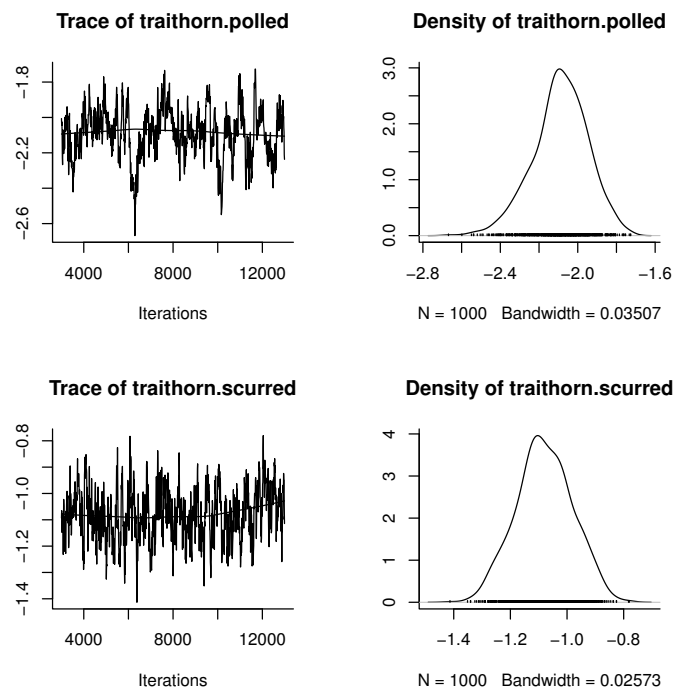 Trace of traithorn.polled
−1.8
−2.2
−2.6
4000 8000 12000
Iterations
Density of traithorn.polled
3.0
2.0
1.0
0.0
−2.8 −2.4 −2.0 −1.6
N = 1000 Bandwidth = 0.03507
Trace of traithorn.scurred
−0.8
−1.0
−1.2
−1.4
4000 8000 12000
Iterations
Density of traithorn.scurred
4
3
2
1
0
−1.4 −1.2 −1.0 −0.8
N = 1000 Bandwidth = 0.02573